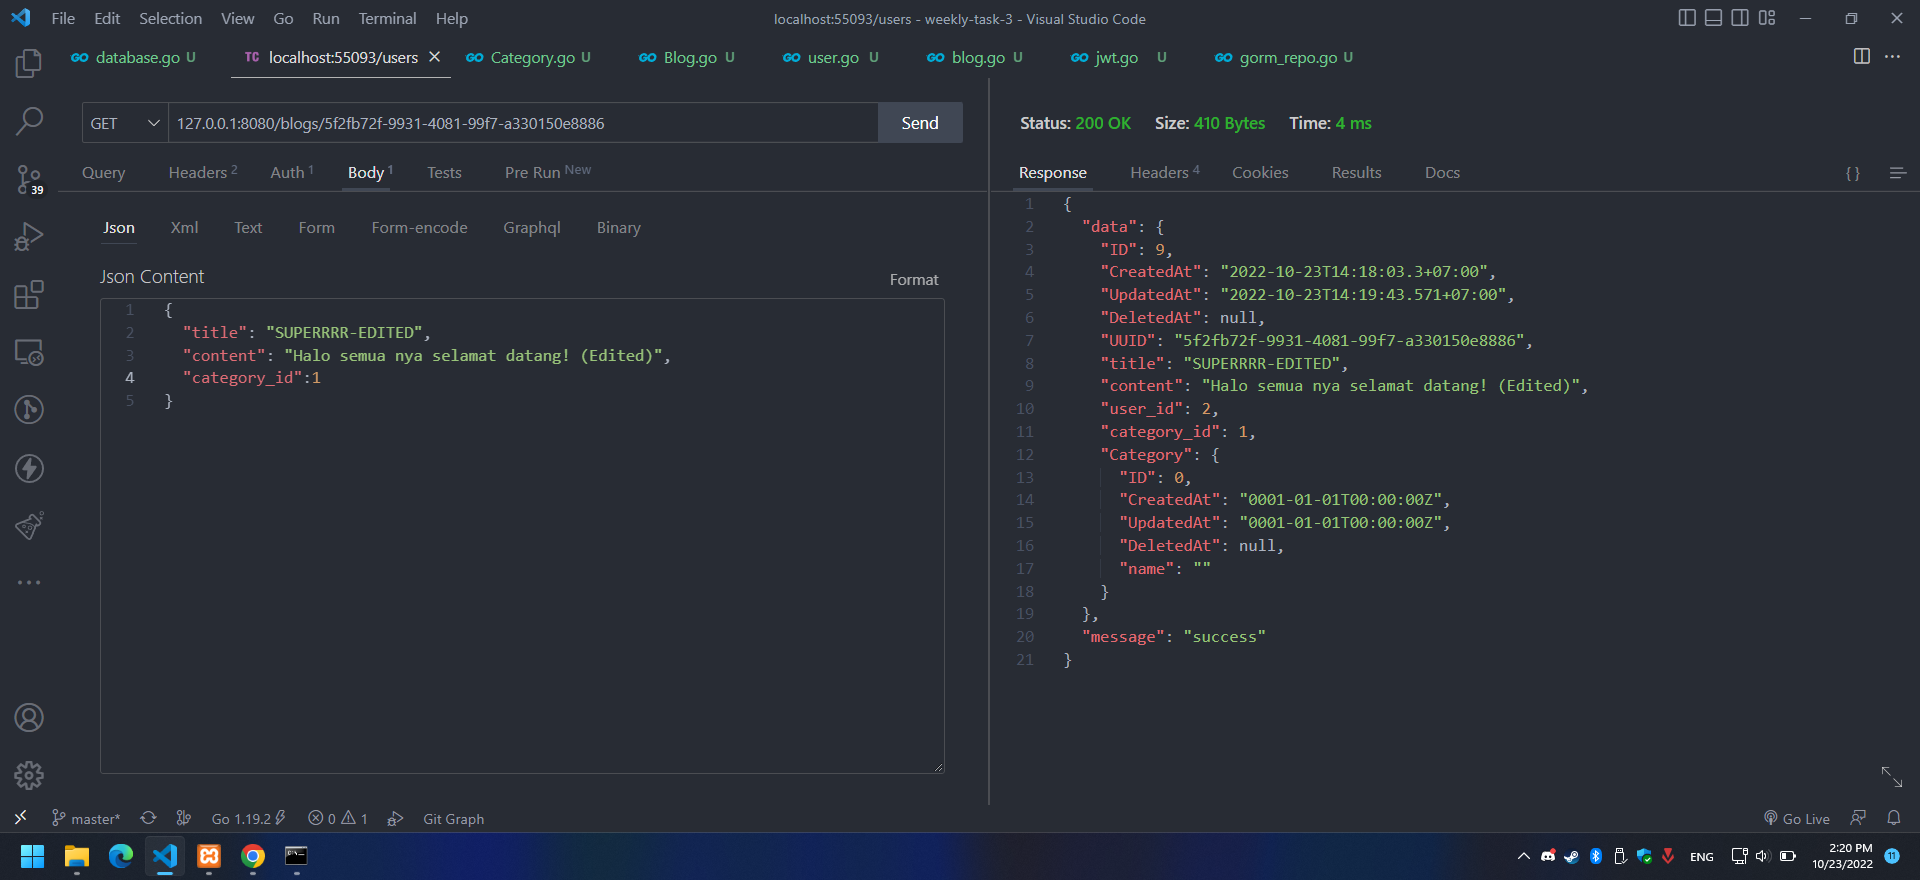 File Edit Selection View Go Run Terminal Help
localhost:55093/users - weekly-task-3 - Visual Studio Code
GO database.go U
TC localhost:55093/users
GO Category.go U
GO Blog.go U
GO user.go U
GO blog.go U
GO jwt.go U
GO gorm_repo.go U
GET
127.0.0.1:8080/blogs/5f2fb72f-9931-4081-99f7-a330150e8886
Send
Query Headers 2 Auth 1 Body 1 Tests Pre Run New
Json Xml Text Form Form-encode Graphql Binary
Json Content
Format
1 {
2 "title": "SUPERRRR-EDITED",
3 "content": "Halo semua nya selamat datang! (Edited)",
4 "category_id":1
5 }
Status: 200 OK Size: 410 Bytes Time: 4 ms
Response Headers 4 Cookies Results Docs
{ }
1 {
2 "data": {
3 "ID": 9,
4 "CreatedAt": "2022-10-23T14:18:03.3+07:00",
5 "UpdatedAt": "2022-10-23T14:19:43.571+07:00",
6 "DeletedAt": null,
7 "UUID": "5f2fb72f-9931-4081-99f7-a330150e8886",
8 "title": "SUPERRRR-EDITED",
9 "content": "Halo semua nya selamat datang! (Edited)",
10 "user_id": 2,
11 "category_id": 1,
12 "Category": {
13 "ID": 0,
14 "CreatedAt": "0001-01-01T00:00:00Z",
15 "UpdatedAt": "0001-01-01T00:00:00Z",
16 "DeletedAt": null,
17 "name": ""
18 }
19 },
20 "message": "success"
21 }
39
master* Go 1.19.2 0 1 Git Graph
Go Live
ENG
2:20 PM
10/23/2022
11